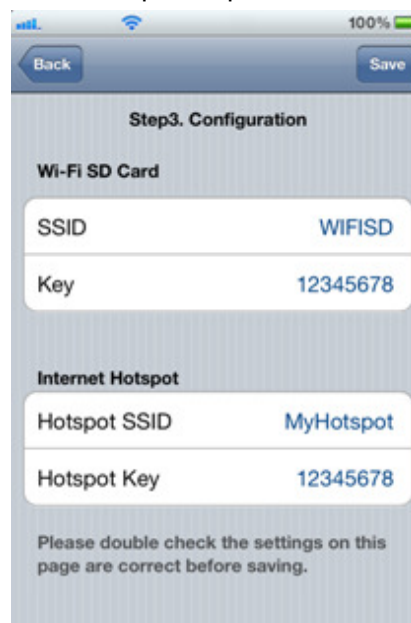 100%
Back
Save
Step3. Configuration
Wi-Fi SD Card
SSID WIFISD
Key 12345678
Internet Hotspot
Hotspot SSID MyHotspot
Hotspot Key 12345678
Please double check the settings on this
page are correct before saving.